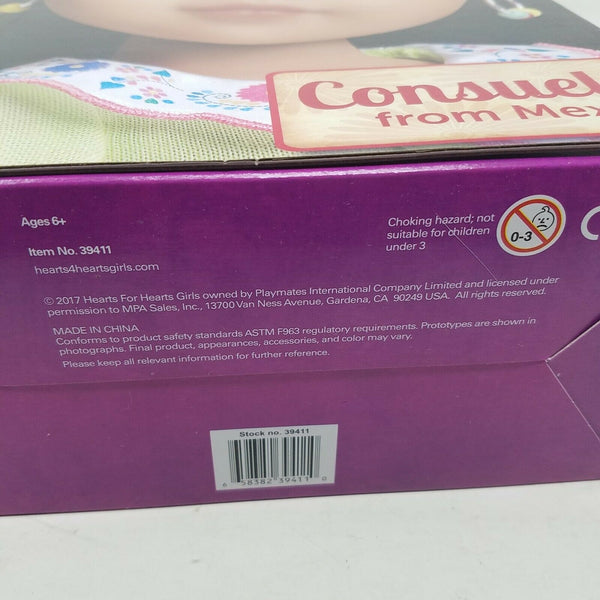 Consuel
from Mex
Ages 6+
Item No. 39411
hearts4heartsgirls.com
Choking hazard; not
suitable for children
under 3
0-3
© 2017 Hearts For Hearts Girls owned by Playmates International Company Limited and licensed under
permission to MPA Sales, Inc., 13700 Van Ness Avenue, Gardena, CA 90249 USA. All rights reserved.
MADE IN CHINA
Conforms to product safety standards ASTM F963 regulatory requirements. Prototypes are shown in
photographs. Final product, appearances, accessories, and color may vary.
Please keep all relevant information for further reference.
Stock no. 39411
6 58382 39411 0